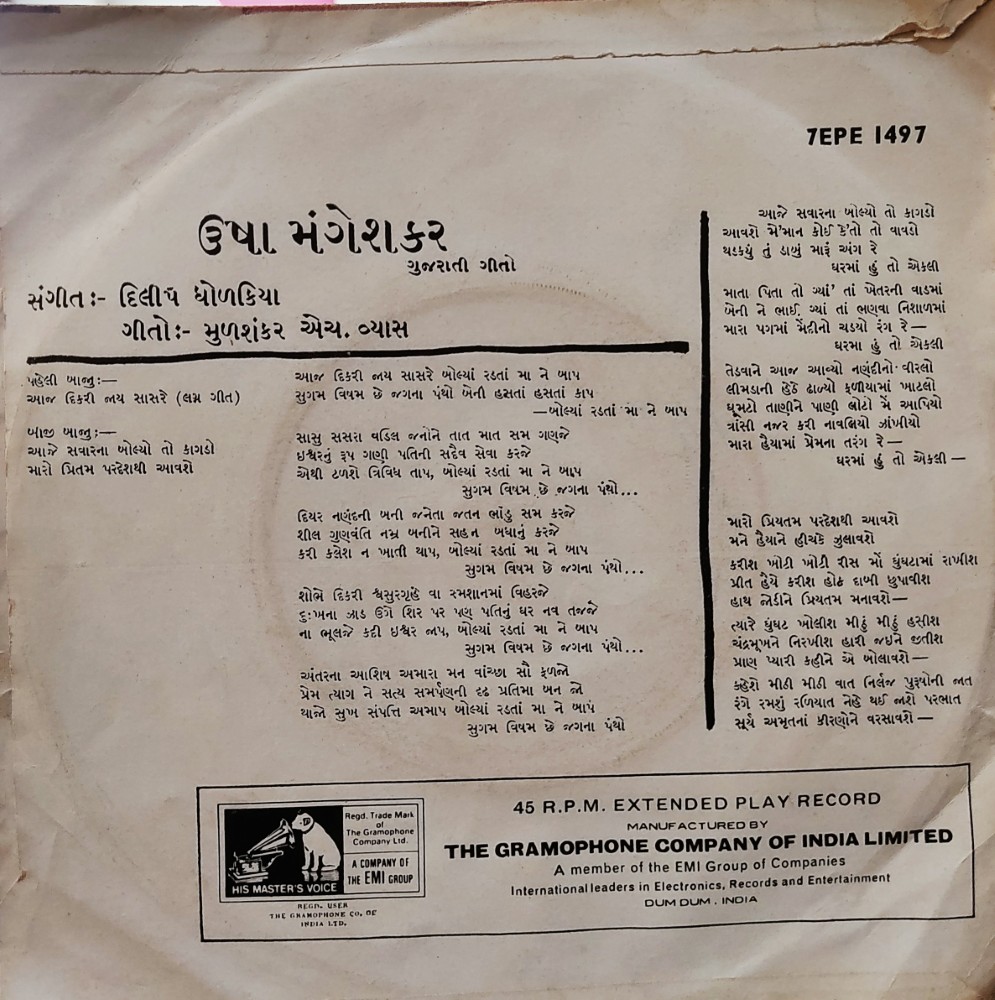 7EPE 1497
ઉષા મંગેશકર
ગુજરાતી ગીતો
સંગીતઃ- દિલીપ ધોળકિયા
ગીતોઃ- મુળશંકર એચ. વ્યાસ
પહેલી બાજુઃ—
આજ દિકરી જાય સાસરે (લગ્ન ગીત)
બીજી બાજુઃ—
આજે સવારના બોલ્યો તો કાગડો
મારો પ્રિતમ પરદેશથી આવશે
આજ દિકરી જાય સાસરે બોલ્યાં રડતાં મા ને બાપ
સુગમ વિષમ છે જગના પંથો બેની હસતાં હસતાં કાપ
—બોલ્યાં રડતાં મા ને બાપ
સાસુ સસરા વડિલ જનોને તાત માત સમ ગણજે
ઇશ્વરનું રૂપ ગાણી પતિની સદૈવ સેવા કરજે
એથી ટળશે ત્રિવિધ તાપ, બોલ્યાં રડતાં મા ને બાપ
સુગમ વિષમ છે જગના પંથો...
દિયર નણંદની બની જનેતા જતન ભાંડુ સમ કરજે
શીલ ગુણવંતિ નમ્ર બનીને સહન બધાનું કરજે
કરી કલેશ ન ખાતી થાપ, બોલ્યાં રડતાં મા ને બાપ
સુગમ વિષમ છે જગના પંથો...
શોભે દિકરી શ્વસુરગૃહે વા રમશાનમાં વિહરજે
દુઃખના ઝાડ ઉગે શિર પર પણ પતિનું ઘર નવ તજજે
ના ભૂલજે કદી ઇશ્વર જાપ, બોલ્યાં રડતાં મા ને બાપ
સુગમ વિષમ છે જગના પંથો...
અંતરના આશિષ અમારા મન વાંચ્છા સૌ ફળજો
પ્રેમ ત્યાગ ને સત્ય સમર્પણની દૃઢ પ્રતિમા બન જો
થાજો સુખ સંપત્તિ અમાપ બોલ્યાં રડતાં મા ને બાપ
સુગમ વિષમ છે જગના પંથો
આજે સવારના બોલ્યો તો કાગડો
આવશે મે'માન કોઈ કે'તો તો વાવડો
થડકયું તું ડાબું મારૂં અંગ રે
ઘરમાં હું તો એકલી
માતા પિતા તો ગ્યાં' તાં ખેતરની વાડમાં
બેની ને ભાઈ ગ્યાં તાં ભણવા નિશાળમાં
મારા પગમાં મેંદીનો ચડયો રંગ રે—
ઘરમા હું તો એકલી
તેડવાને આજ આવ્યો નણંદીનો વીરલો
લીમડાની હેઠે ઢાળ્યો ફળીયામાં ખાટલો
ઘૂમટો તાણીને પાણી લોટો મેં આપિયો
ત્રાંસી નજર કરી નાવલિયો ઝાંખીયો
મારા હૈયામાં પ્રેમના તરંગ રે—
ઘરમાં હું તો એકલી—
મારો પ્રિયતમ પરદેશથી આવશે
મને હૈયાને હીચકે ઝુલાવશે
કરીશ ખોટી ખોટી રીસ મોં ઘુંઘટામાં રાખીશ
પ્રીત હૈયે કરીશ હોઠ દાબી છુપાવીશ
હાથ જોડીને પ્રિયતમ મનાવશે—
ત્યારે ઘુંઘટ ખોલીશ મીઠું મીઠું હસીશ
ચંદ્રમૂખને નિરખીશ હારી જઇને જીતીશ
પ્રાણ પ્યારી કહીને એ બોલાવશે—
કહેશે મીઠી મીઠી વાત નિર્લજ પુરૂષોની જાત
રંગે રમશું રળિયાત નેહે થઈ જાશે પરભાત
સૂર્ય અમૃતનાં કીરણોને વરસાવશે—
HIS MASTER'S VOICE
Regd. Trade Mark
of
The Gramophone
Company Ltd.
A COMPANY OF
THE EMI GROUP
REGD. USER
THE GRAMOPHONE CO. OF
INDIA LTD.
45 R.P.M. EXTENDED PLAY RECORD
MANUFACTURED BY
THE GRAMOPHONE COMPANY OF INDIA LIMITED
A member of the EMI Group of Companies
International leaders in Electronics, Records and Entertainment
DUM DUM. INDIA